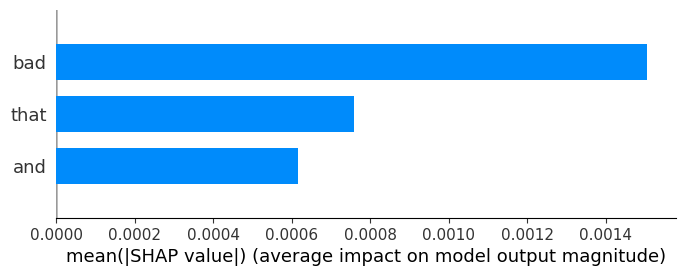 bad
that
and
0.0000 0.0002 0.0004 0.0006 0.0008 0.0010 0.0012 0.0014
mean(|SHAP value|) (average impact on model output magnitude)